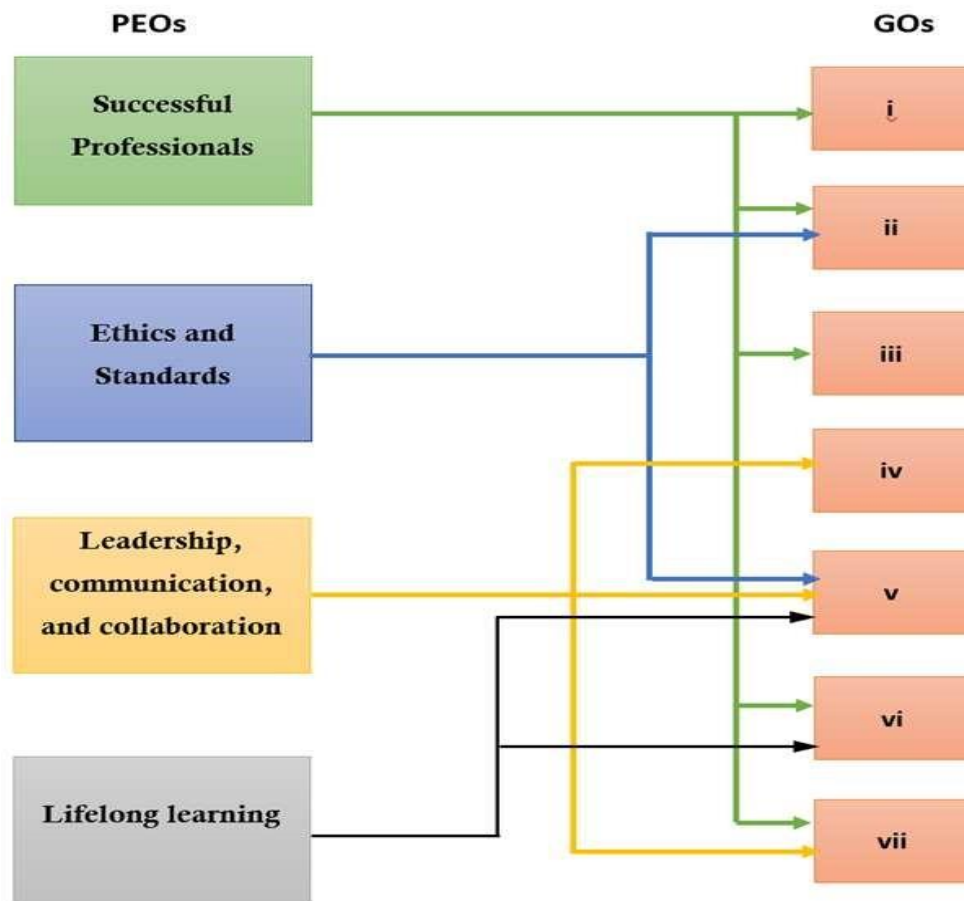 PEOs
GOs
Successful
Professionals
i
ii
Ethics and
Standards
iii
iv
Leadership,
communication,
and collaboration
v
vi
Lifelong learning
vii